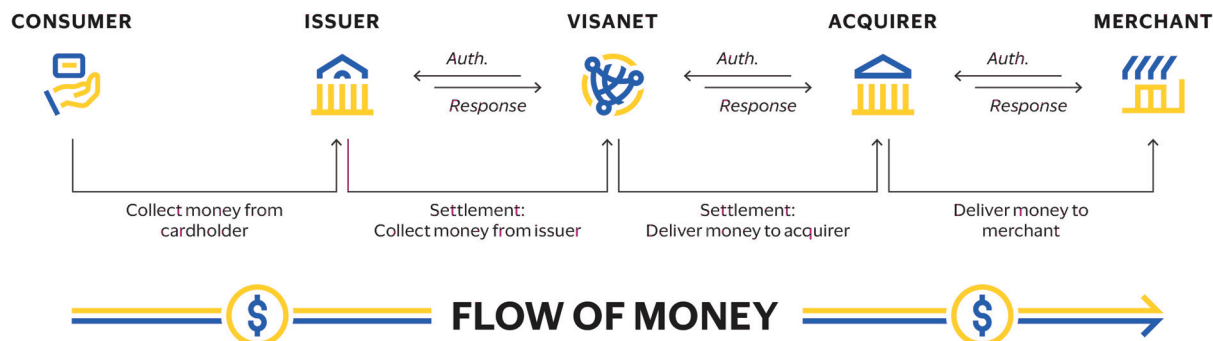 CONSUMER
ISSUER
VISANET
ACQUIRER
MERCHANT
Auth.
Response
Auth.
Response
Auth.
Response
Collect money from
cardholder
Settlement:
Collect money from issuer
Settlement:
Deliver money to acquirer
Deliver money to
merchant
$
FLOW OF MONEY
$